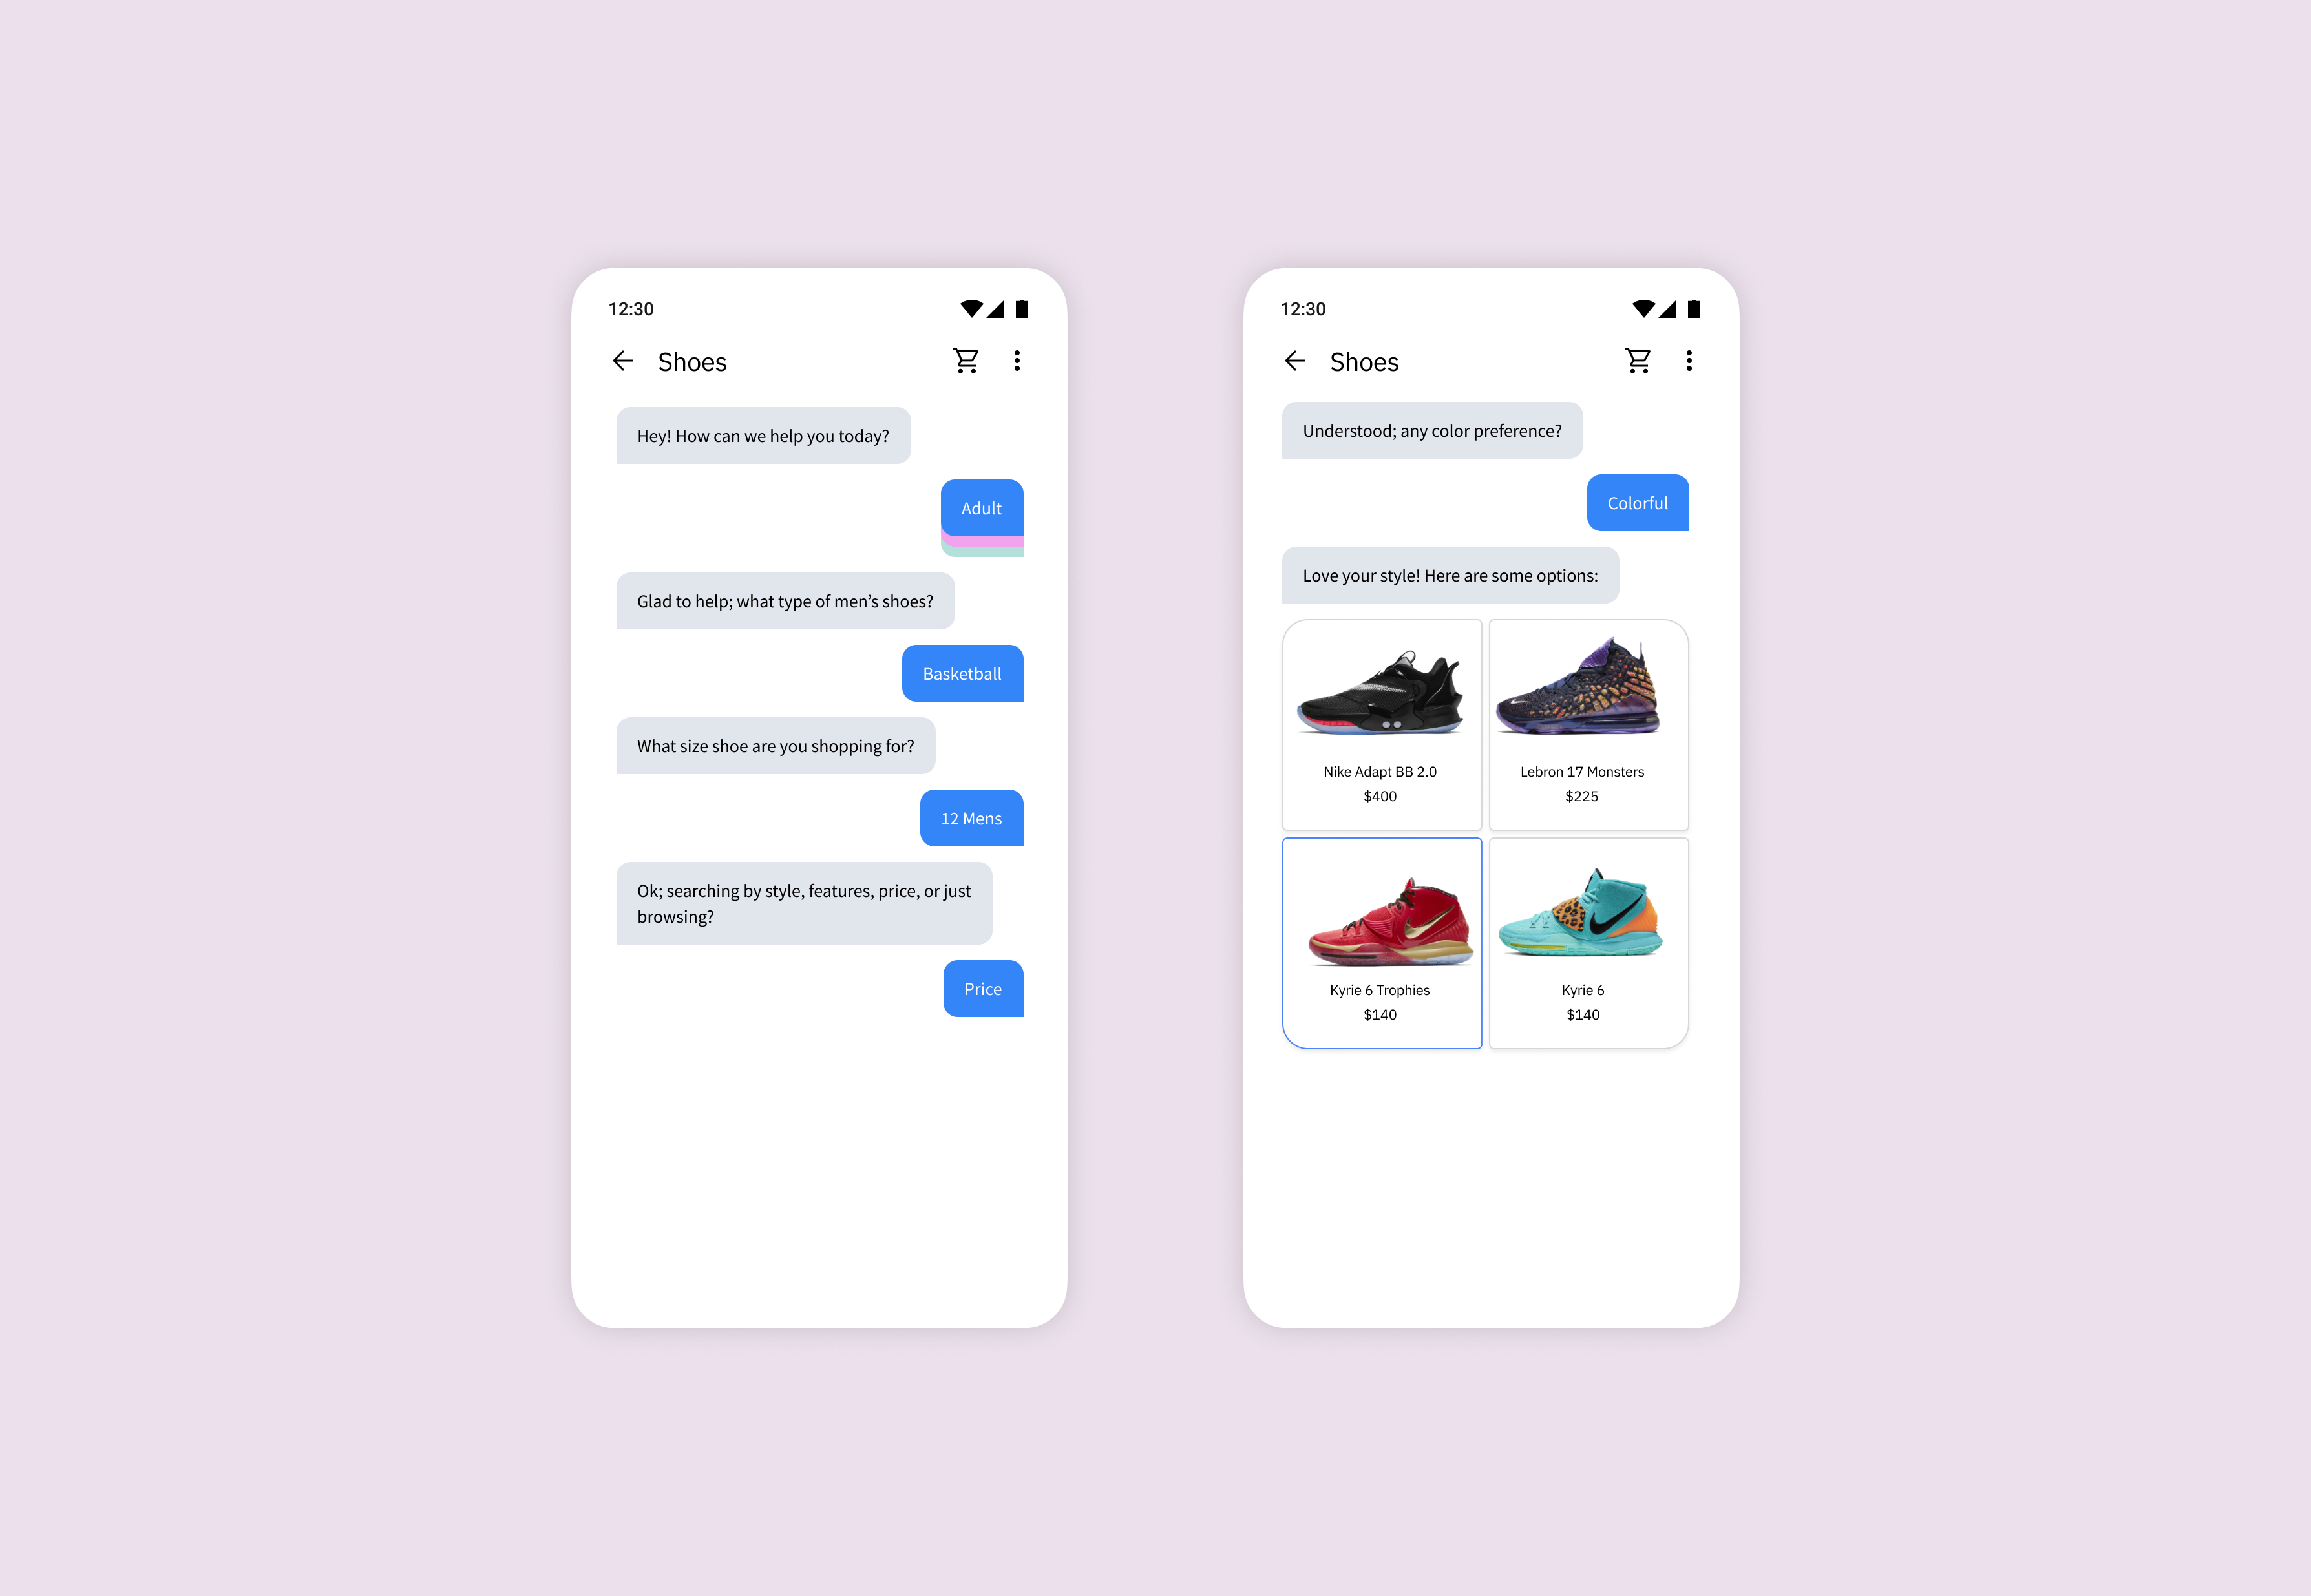 12:30
Shoes
Hey! How can we help you today?
Adult
Glad to help; what type of men’s shoes?
Basketball
What size shoe are you shopping for?
12 Mens
Ok; searching by style, features, price, or just
browsing?
Price
12:30
Shoes
Understood; any color preference?
Colorful
Love your style! Here are some options:
Nike Adapt BB 2.0
$400
Lebron 17 Monsters
$225
Kyrie 6 Trophies
$140
Kyrie 6
$140